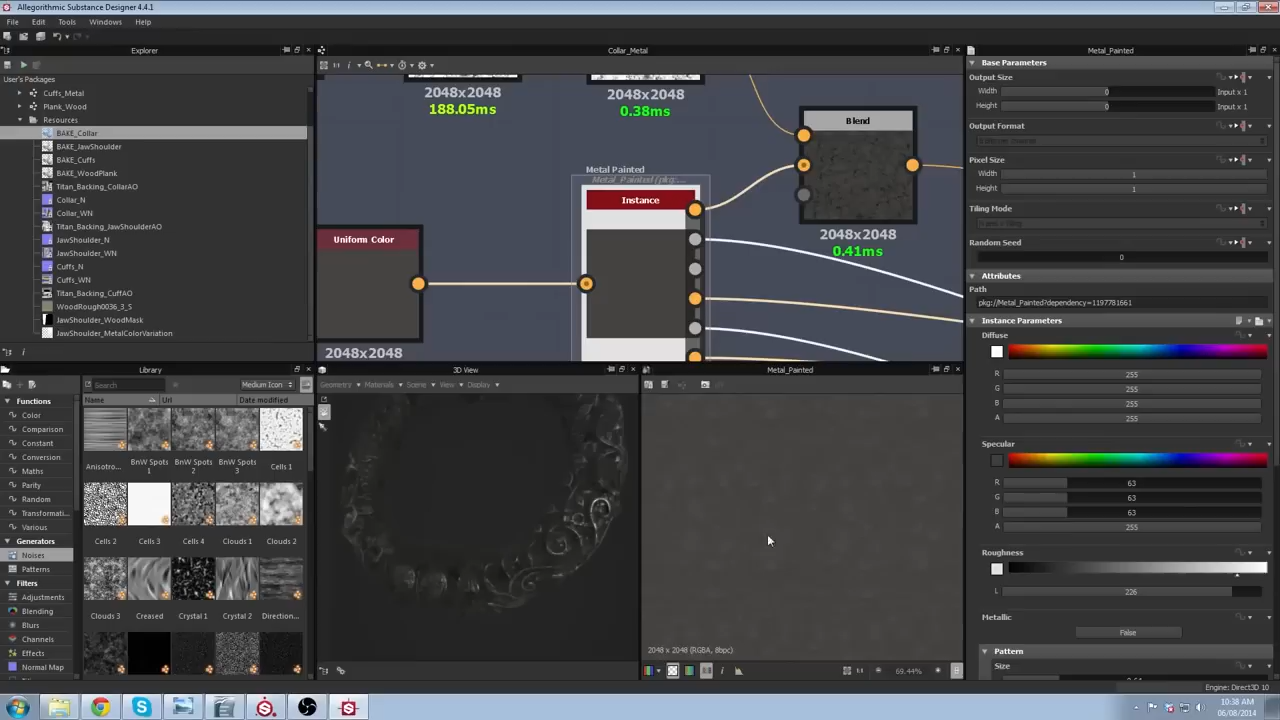 Allegorithmic Substance Designer 4.4.1
File Edit Tools Windows Help
Explorer
User's Packages
Cuffs_Metal
Plank_Wood
Resources
BAKE_Collar
BAKE_JawShoulder
BAKE_Cuffs
BAKE_WoodPlank
Titan_Backing_CollarAO
Collar_N
Collar_WN
Titan_Backing_JawShoulderAO
JawShoulder_N
JawShoulder_WN
Cuffs_N
Cuffs_WN
Titan_Backing_CuffAO
WoodRough0036_3_S
JawShoulder_WoodMask
JawShoulder_MetalColorVariation
Library
Search
Medium Icon
Functions
Color
Comparison
Constant
Conversion
Maths
Parity
Random
Transformati...
Various
Generators
Noises
Patterns
Filters
Adjustments
Blending
Blurs
Channels
Effects
Normal Map
Name Url Date modified
Anisotro... BnW Spots 1 BnW Spots 2 BnW Spots 3 Cells 1
Cells 2 Cells 3 Cells 4 Clouds 1 Clouds 2
Clouds 3 Creased Crystal 1 Crystal 2 Direction...
Collar_Metal
2048x2048
188.05ms
2048x2048
0.38ms
Blend
2048x2048
0.41ms
Metal Painted
Metal_Painted (pkg:...
Instance
Uniform Color
2048x2048
3D View
Geometry Materials Scene View Display
Metal_Painted
2048 x 2048 (RGBA, 8bpc)
69.44%
Metal_Painted
Base Parameters
Output Size
Width 0 Input x 1
Height 0 Input x 1
Output Format
Pixel Size
Width 1
Height 1
Tiling Mode
Random Seed
0
Attributes
Path
pkg://Metal_Painted?dependency=1197781661
Instance Parameters
Diffuse
R 255
G 255
B 255
A 255
Specular
R 63
G 63
B 63
A 255
Roughness
L 226
Metallic
False
Pattern
Size
Engine: Direct3D 10
10:38 AM
06/08/2014